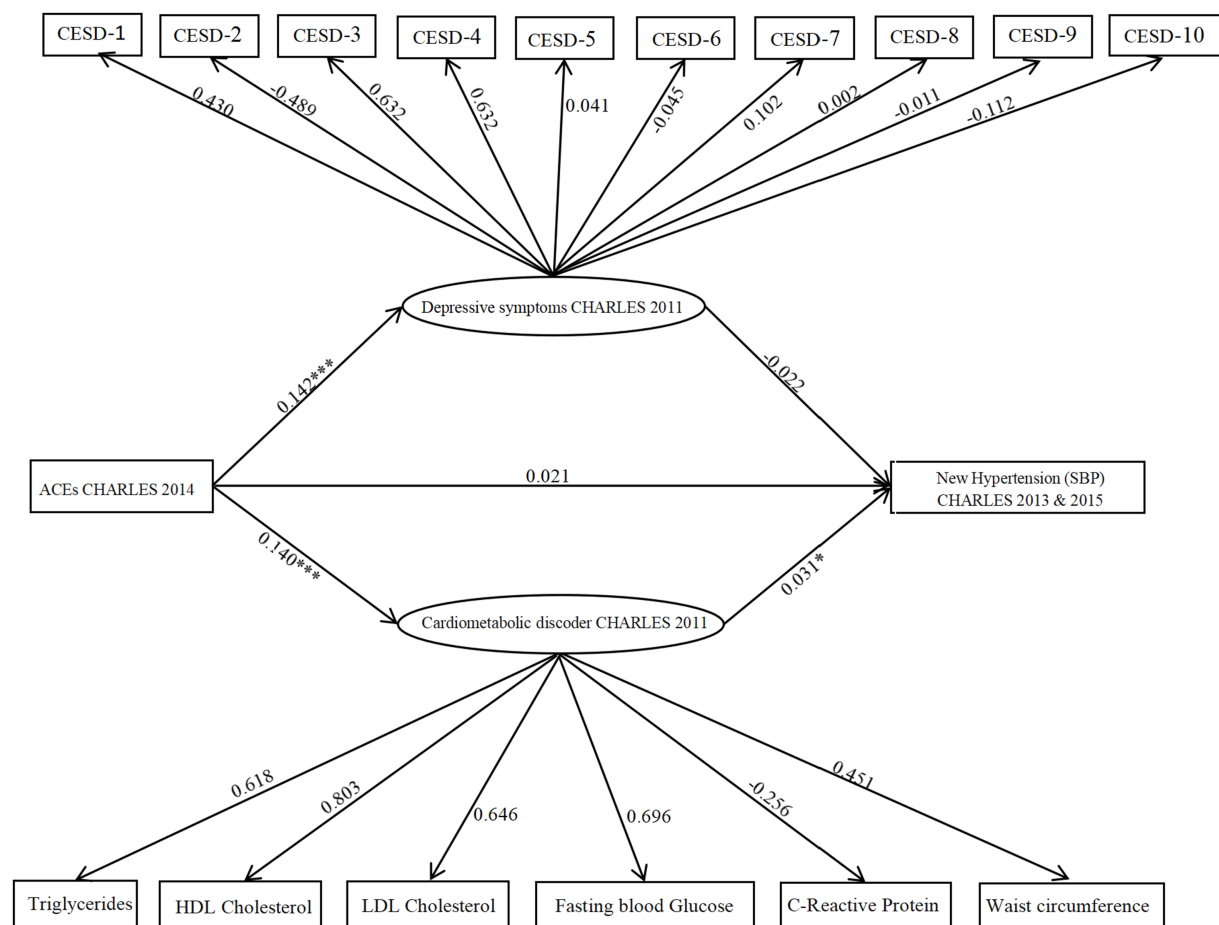 CESD-1
CESD-2
CESD-3
CESD-4
CESD-5
CESD-6
CESD-7
CESD-8
CESD-9
CESD-10
0.430
-0.489
0.632
0.632
0.041
-0.045
0.102
0.002
-0.011
-0.112
Depressive symptoms CHARLES 2011
0.142***
-0.022
ACEs CHARLES 2014
0.021
New Hypertension (SBP)
CHARLES 2013 & 2015
0.140***
0.031*
Cardiometabolic discoder CHARLES 2011
0.618
0.803
0.646
0.696
-0.256
0.451
Triglycerides
HDL Cholesterol
LDL Cholesterol
Fasting blood Glucose
C-Reactive Protein
Waist circumference